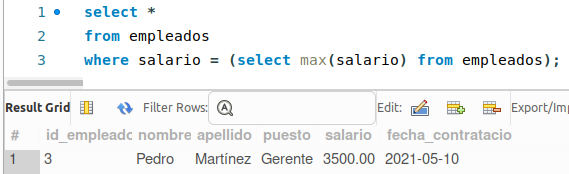 1 select *
2 from empleados
3 where salario = (select max(salario) from empleados);
Result Grid Filter Rows: Edit: Export/Imp
# id_empleado nombre apellido puesto salario fecha_contratacio
1 3 Pedro Martínez Gerente 3500.00 2021-05-10